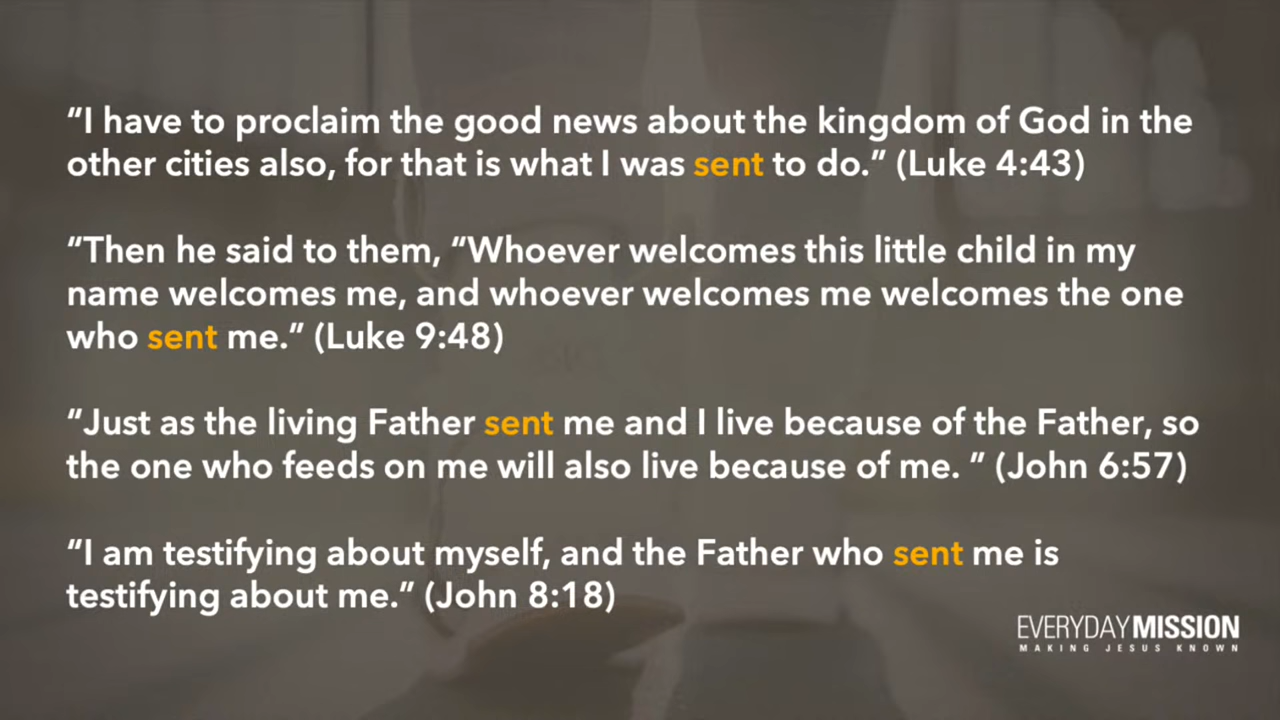 “I have to proclaim the good news about the kingdom of God in the
other cities also, for that is what I was sent to do.” (Luke 4:43)
“Then he said to them, “Whoever welcomes this little child in my
name welcomes me, and whoever welcomes me welcomes the one
who sent me.” (Luke 9:48)
“Just as the living Father sent me and I live because of the Father, so
the one who feeds on me will also live because of me. ” (John 6:57)
“I am testifying about myself, and the Father who sent me is
testifying about me.” (John 8:18)
EVERYDAYMISSION
MAKING JESUS KNOWN